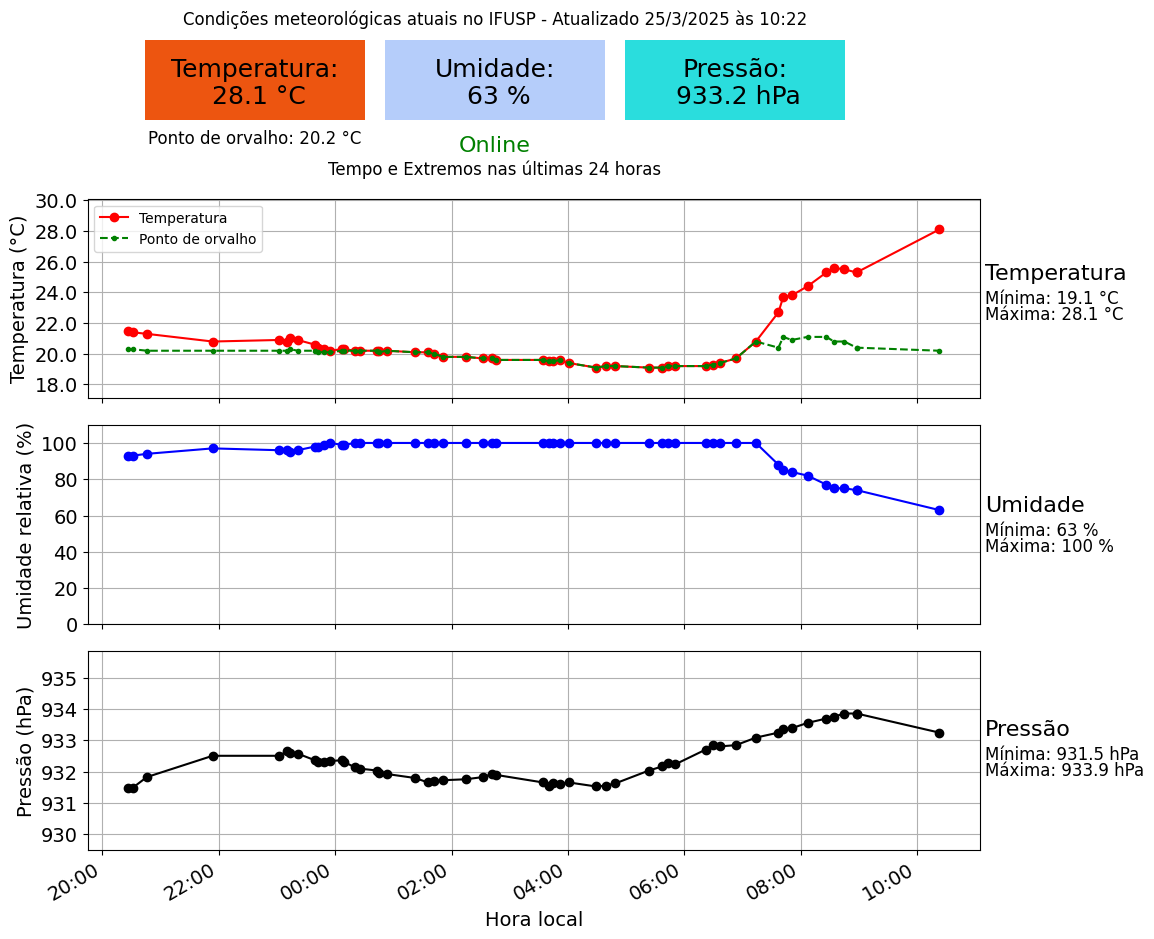 Condições meteorológicas atuais no IFUSP - Atualizado 25/3/2025 às 10:22
Temperatura:
28.1 °C
Umidade:
63 %
Pressão:
933.2 hPa
Ponto de orvalho: 20.2 °C
Online
Tempo e Extremos nas últimas 24 horas
Temperatura (°C)
30.0
28.0
26.0
24.0
22.0
20.0
18.0
Temperatura
Ponto de orvalho
Temperatura
Mínima: 19.1 °C
Máxima: 28.1 °C
Umidade relativa (%)
100
80
60
40
20
0
Umidade
Mínima: 63 %
Máxima: 100 %
Pressão (hPa)
935
934
933
932
931
930
Pressão
Mínima: 931.5 hPa
Máxima: 933.9 hPa
20:00
22:00
00:00
02:00
04:00
06:00
08:00
10:00
Hora local